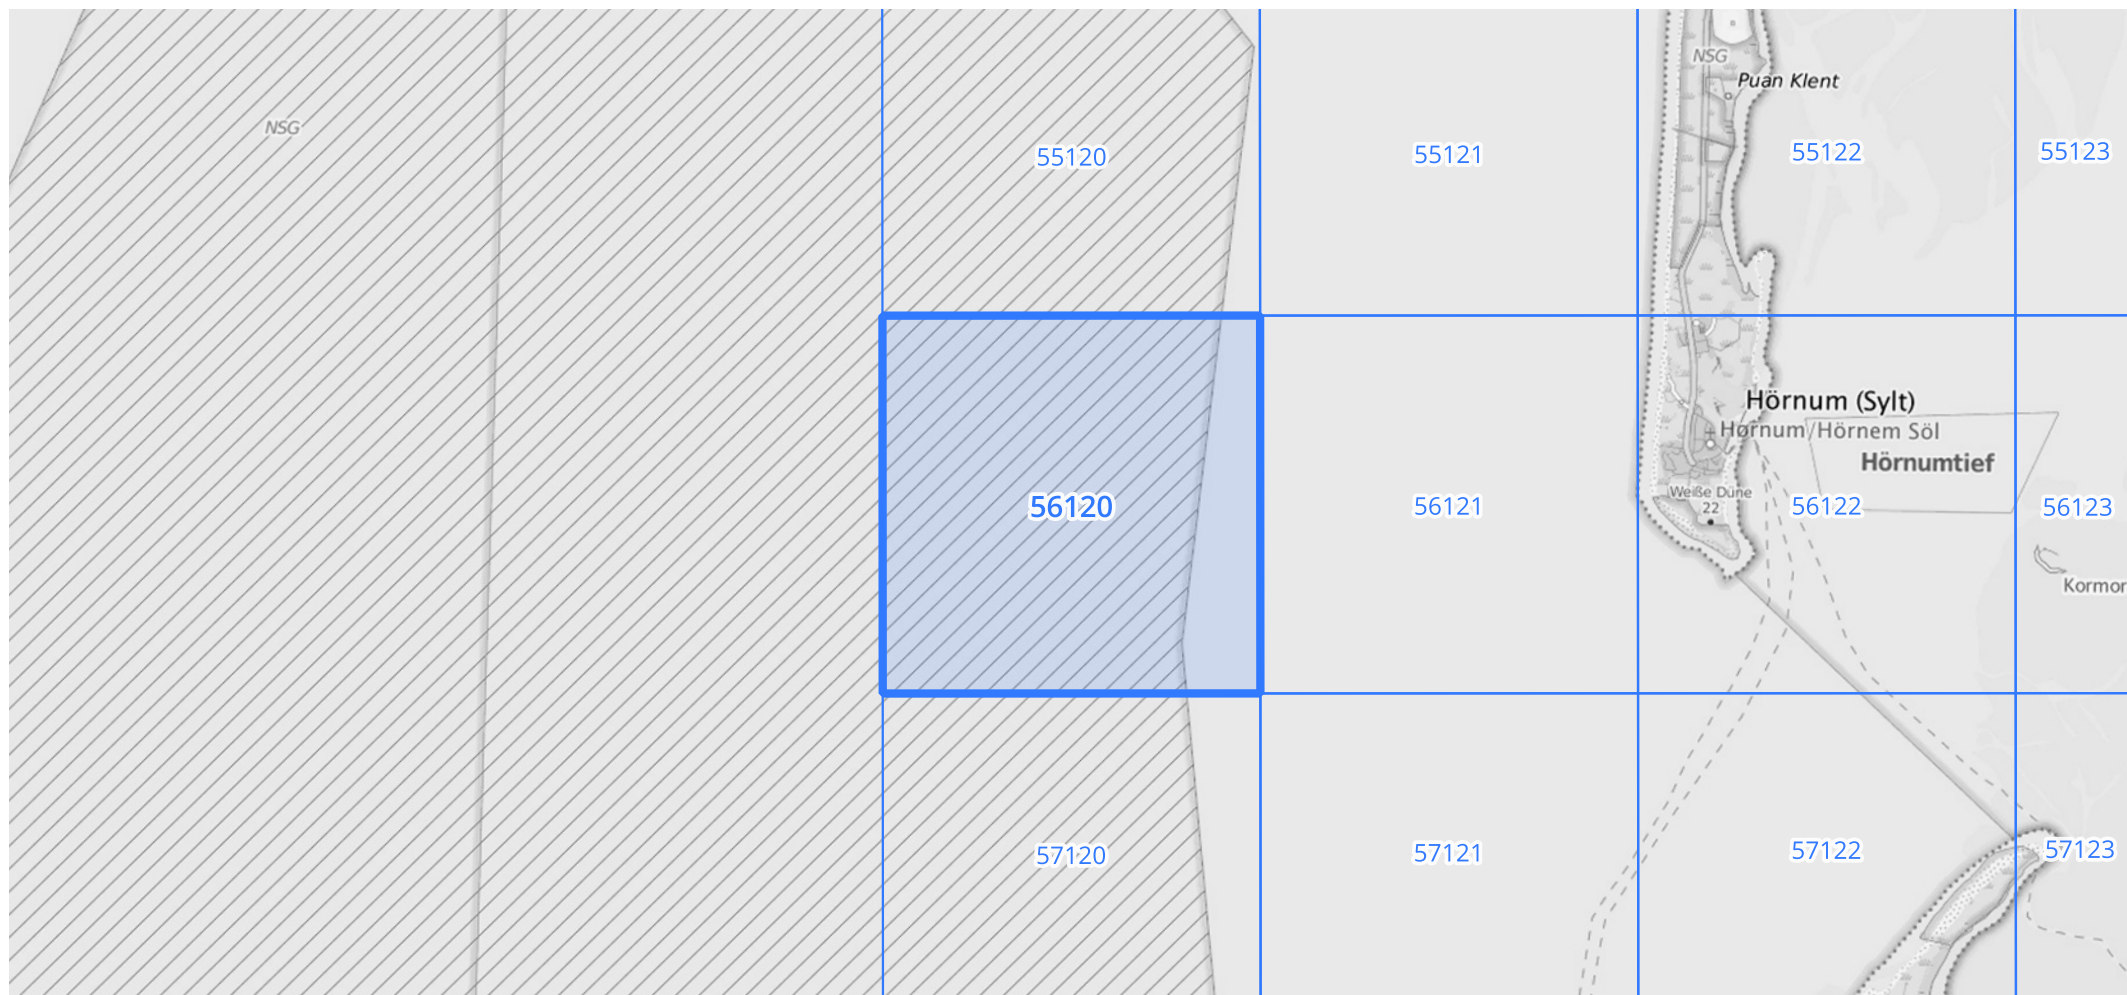 NSG
Puan Klent
NSG
55120
55121
55122
55123
Hörnum (Sylt)
Hørnum/Hörnem Söl
Hörnumtief
Weiße Düne
22
56120
56121
56122
56123
Kormor
57120
57121
57122
57123